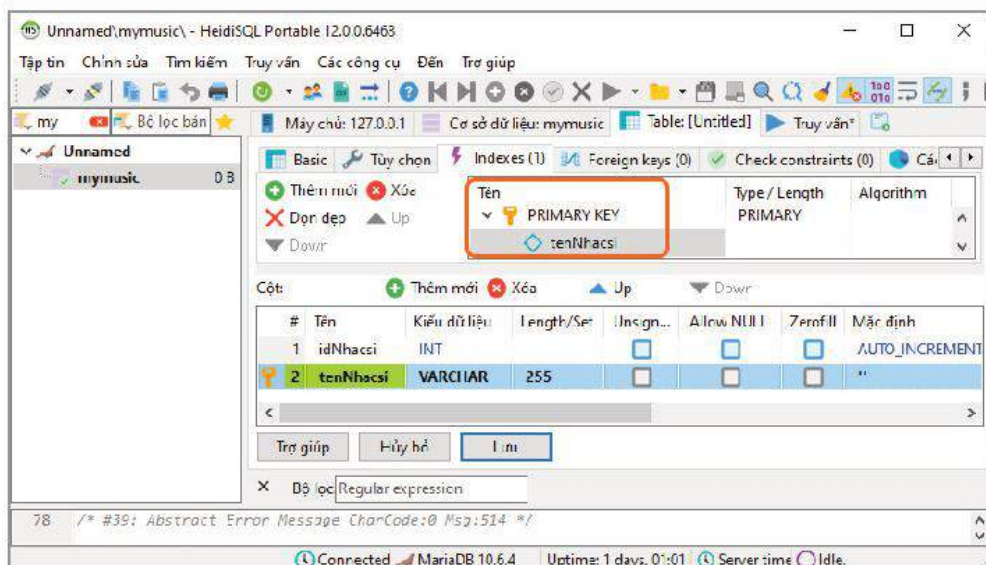 Unnamed\mymusic\ - HeidiSQL Portable 12.0.0.6468
Tập tin Chỉnh sửa Tìm kiếm Truy vấn Các công cụ Đến Trợ giúp
my Bộ lọc bản Máy chủ: 127.0.0.1 Cơ sở dữ liệu: mymusic Table: [Untitled] Truy vấn*
Unnamed
mymusic 0 B
Basic Tùy chọn Indexes (1) Foreign keys (0) Check constraints (0)
Thêm mới Xóa
Dọn dẹp Up
Down
Tên Type / Length Algorithm
PRIMARY KEY PRIMARY
tenNhacsi
Cột: Thêm mới Xóa Up Down
# Tên Kiểu dữ liệu Length/Set Unsign... Allow NULL Zerofill Mặc định
1 idNhacsi INT AUTO_INCREMENT
2 tenNhacsi VARCHAR 255 ''
Trợ giúp Hủy bỏ Lưu
Bộ lọc: Regular expression
78 /* #39: Abstract Error Message CharCode:0 Msg:514 */
Connected MariaDB 10.6.4 Uptime: 1 days, 01:01 Server time Idle.